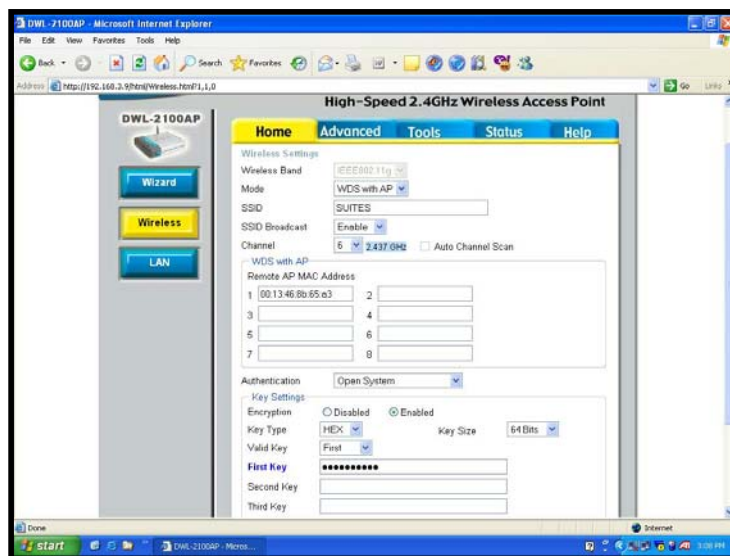 DWL-2100AP - Microsoft Internet Explorer
File Edit View Favorites Tools Help
Back Search Favorites
Address http://192.168.3.9/html/Wireless.html?1,1,0 Go Links
High-Speed 2.4GHz Wireless Access Point
DWL-2100AP
Home Advanced Tools Status Help
Wizard
Wireless
LAN
Wireless Settings
Wireless Band IEEE802.11g
Mode WDS with AP
SSID SUITES
SSID Broadcast Enable
Channel 6 2.437 GHz Auto Channel Scan
WDS with AP
Remote AP MAC Address
1 00:13:46:8b:65:a3 2
3 4
5 6
7 8
Authentication Open System
Key Settings
Encryption Disabled Enabled
Key Type HEX Key Size 64 Bits
Valid Key First
First Key ●●●●●●●●●●
Second Key
Third Key
Done Internet
start DWL-2100AP - Micros... 3:08 PM